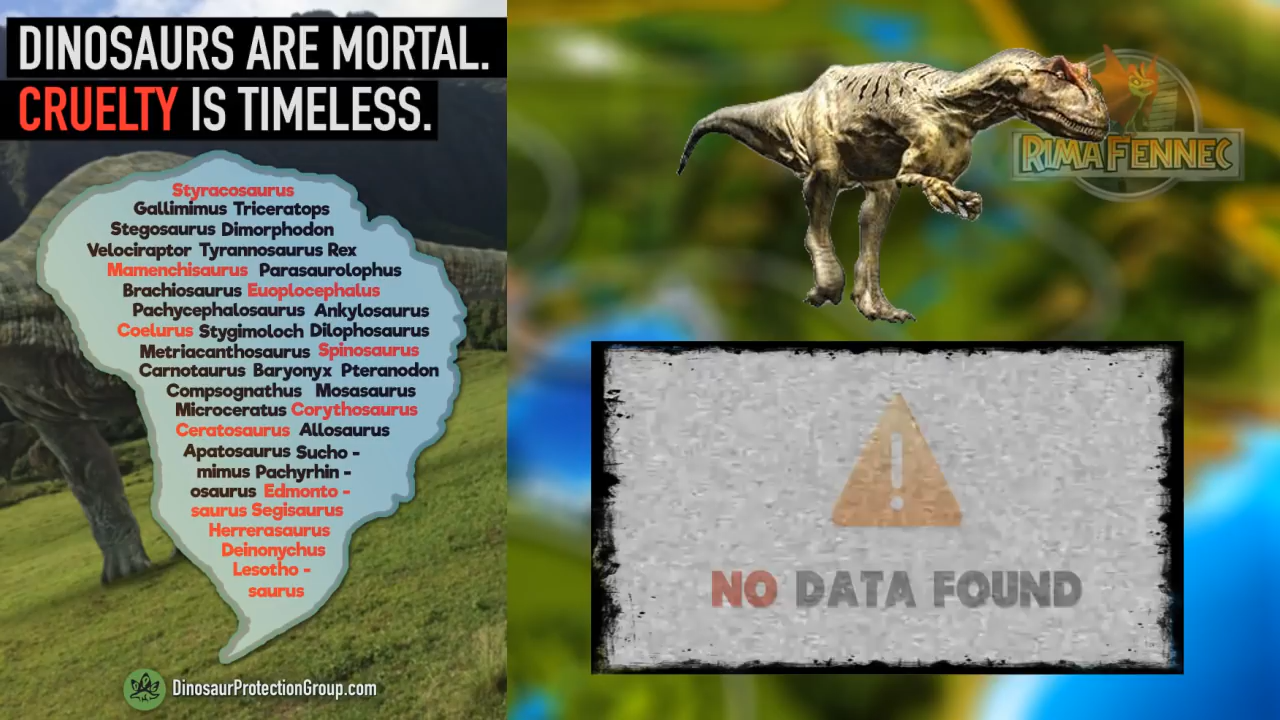 DINOSAURS ARE MORTAL.
CRUELTY IS TIMELESS.
Styracosaurus
Gallimimus Triceratops
Stegosaurus Dimorphodon
Velociraptor Tyrannosaurus Rex
Mamenchisaurus Parasaurolophus
Brachiosaurus Euoplocephalus
Pachycephalosaurus Ankylosaurus
Coelurus Stygimoloch Dilophosaurus
Metriacanthosaurus Spinosaurus
Carnotaurus Baryonyx Pteranodon
Compsognathus Mosasaurus
Microceratus Corythosaurus
Ceratosaurus Allosaurus
Apatosaurus Sucho -
mimus Pachyrhin -
osaurus Edmonto -
saurus Segisaurus
Herrerasaurus
Deinonychus
Lesotho -
saurus
DinosaurProtectionGroup.com
RIMAFENNEC
NO DATA FOUND